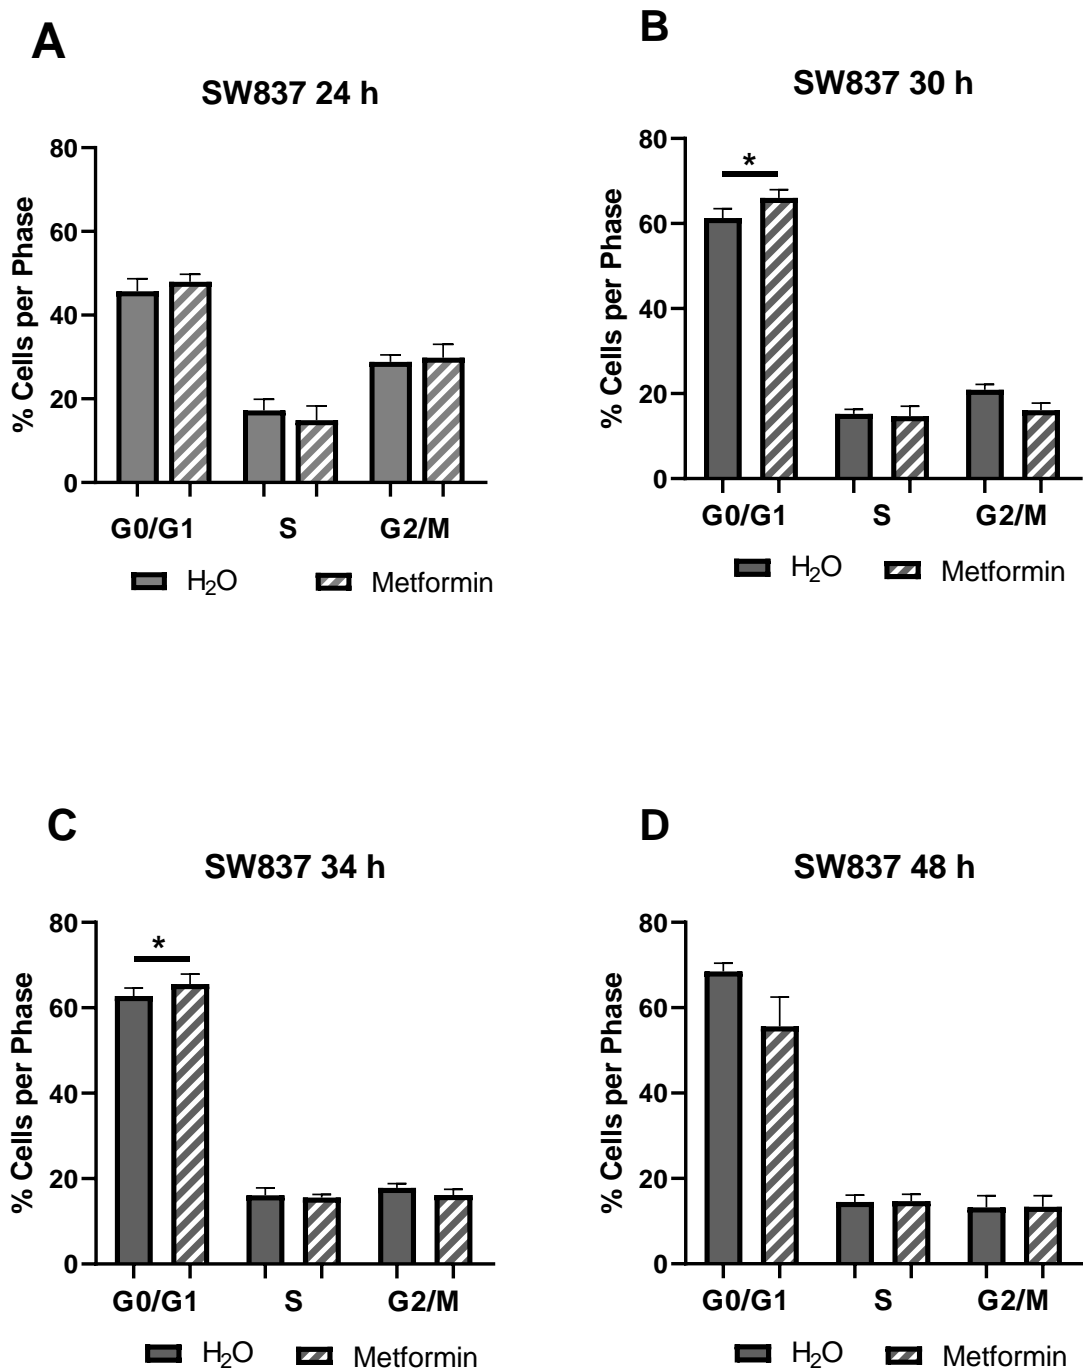 A
SW837 24 h
% Cells per Phase
80
60
40
20
0
G0/G1 S G2/M
H₂O Metformin
B
SW837 30 h
% Cells per Phase
80
60
40
20
0
*
G0/G1 S G2/M
H₂O Metformin
C
SW837 34 h
% Cells per Phase
80
60
40
20
0
*
G0/G1 S G2/M
H₂O Metformin
D
SW837 48 h
% Cells per Phase
80
60
40
20
0
G0/G1 S G2/M
H₂O Metformin